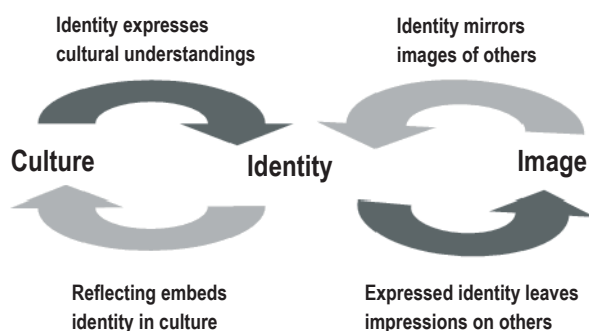 Identity expresses
cultural understandings
Identity mirrors
images of others
Culture
Identity
Image
Reflecting embeds
identity in culture
Expressed identity leaves
impressions on others